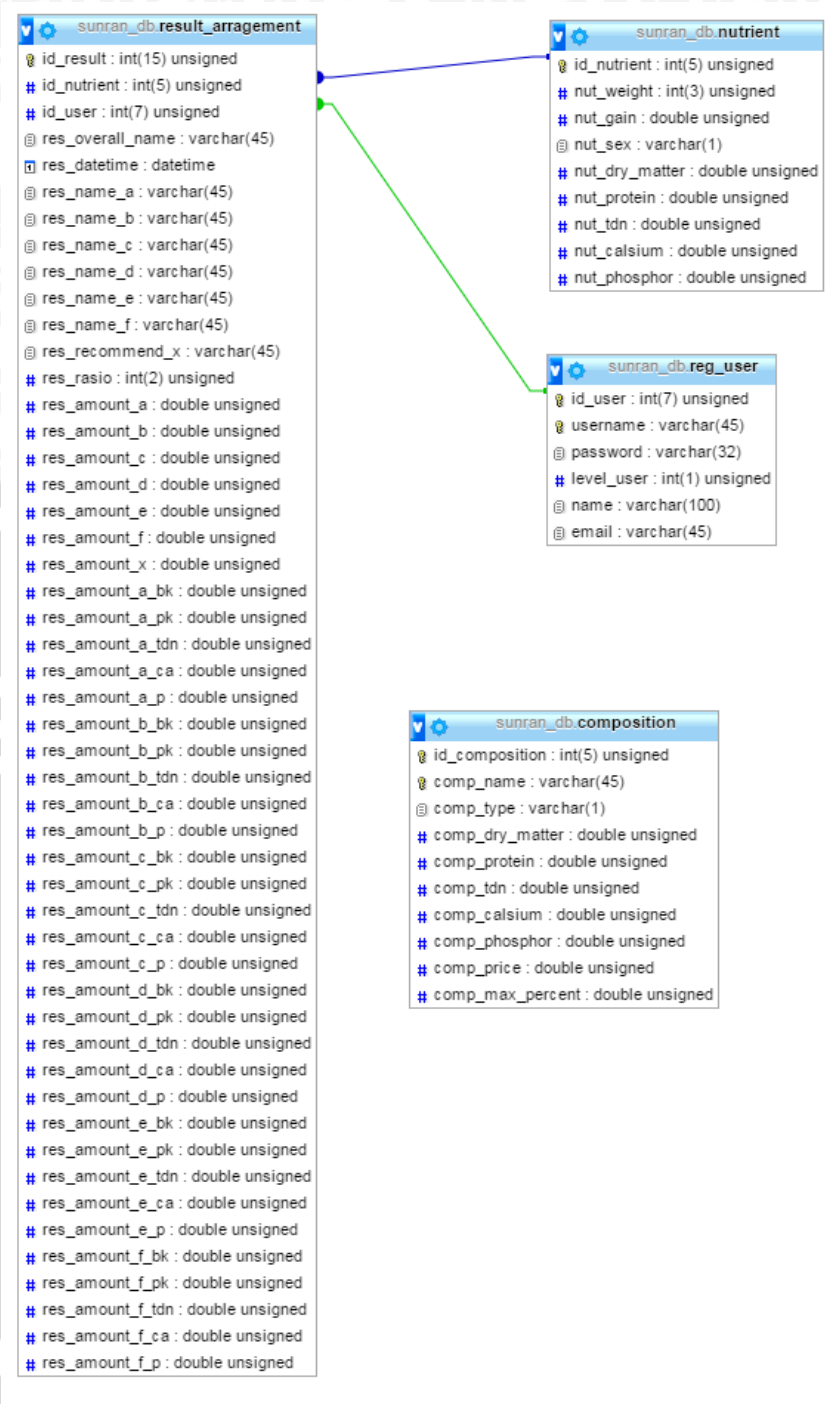 sunran_db.result_arragement
id_result : int(15) unsigned
id_nutrient : int(5) unsigned
id_user : int(7) unsigned
res_overall_name : varchar(45)
res_datetime : datetime
res_name_a : varchar(45)
res_name_b : varchar(45)
res_name_c : varchar(45)
res_name_d : varchar(45)
res_name_e : varchar(45)
res_name_f : varchar(45)
res_recommend_x : varchar(45)
res_rasio : int(2) unsigned
res_amount_a : double unsigned
res_amount_b : double unsigned
res_amount_c : double unsigned
res_amount_d : double unsigned
res_amount_e : double unsigned
res_amount_f : double unsigned
res_amount_x : double unsigned
res_amount_a_bk : double unsigned
res_amount_a_pk : double unsigned
res_amount_a_tdn : double unsigned
res_amount_a_ca : double unsigned
res_amount_a_p : double unsigned
res_amount_b_bk : double unsigned
res_amount_b_pk : double unsigned
res_amount_b_tdn : double unsigned
res_amount_b_ca : double unsigned
res_amount_b_p : double unsigned
res_amount_c_bk : double unsigned
res_amount_c_pk : double unsigned
res_amount_c_tdn : double unsigned
res_amount_c_ca : double unsigned
res_amount_c_p : double unsigned
res_amount_d_bk : double unsigned
res_amount_d_pk : double unsigned
res_amount_d_tdn : double unsigned
res_amount_d_ca : double unsigned
res_amount_d_p : double unsigned
res_amount_e_bk : double unsigned
res_amount_e_pk : double unsigned
res_amount_e_tdn : double unsigned
res_amount_e_ca : double unsigned
res_amount_e_p : double unsigned
res_amount_f_bk : double unsigned
res_amount_f_pk : double unsigned
res_amount_f_tdn : double unsigned
res_amount_f_ca : double unsigned
res_amount_f_p : double unsigned
sunran_db.nutrient
id_nutrient : int(5) unsigned
nut_weight : int(3) unsigned
nut_gain : double unsigned
nut_sex : varchar(1)
nut_dry_matter : double unsigned
nut_protein : double unsigned
nut_tdn : double unsigned
nut_calsium : double unsigned
nut_phosphor : double unsigned
sunran_db.reg_user
id_user : int(7) unsigned
username : varchar(45)
password : varchar(32)
level_user : int(1) unsigned
name : varchar(100)
email : varchar(45)
sunran_db.composition
id_composition : int(5) unsigned
comp_name : varchar(45)
comp_type : varchar(1)
comp_dry_matter : double unsigned
comp_protein : double unsigned
comp_tdn : double unsigned
comp_calsium : double unsigned
comp_phosphor : double unsigned
comp_price : double unsigned
comp_max_percent : double unsigned